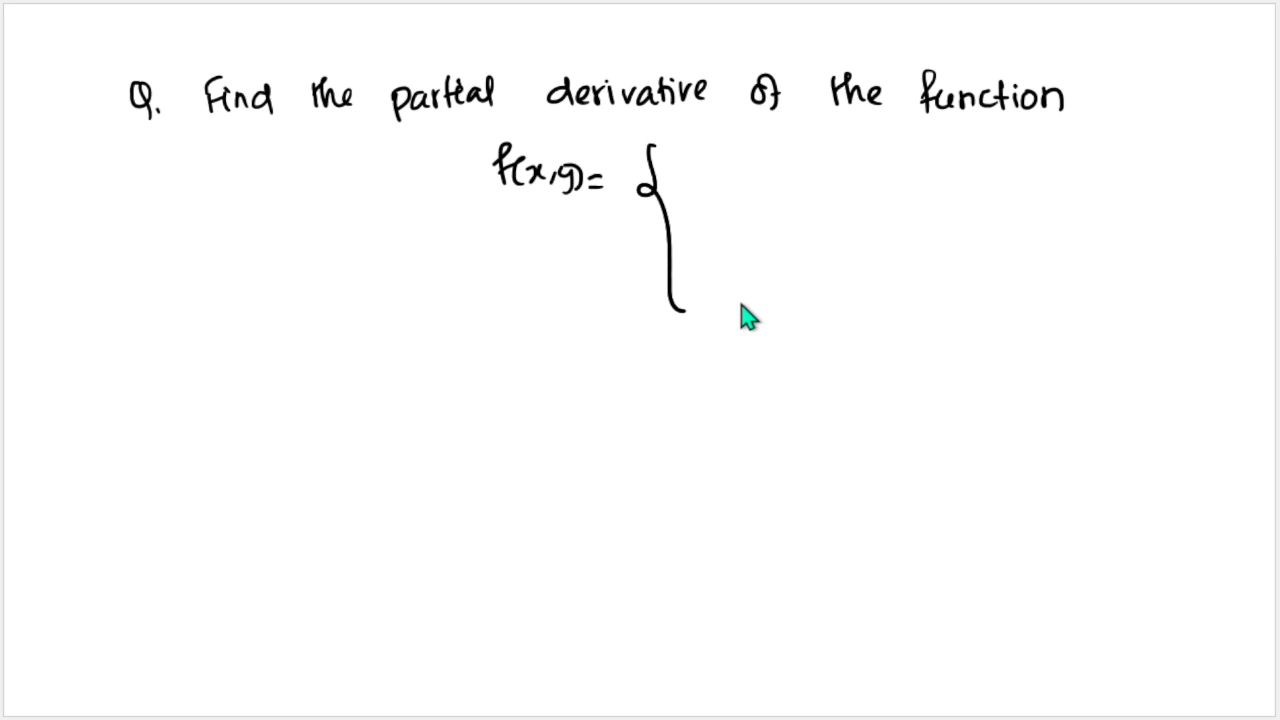 Q. Find the partial derivative of the function
f(x,y)= {